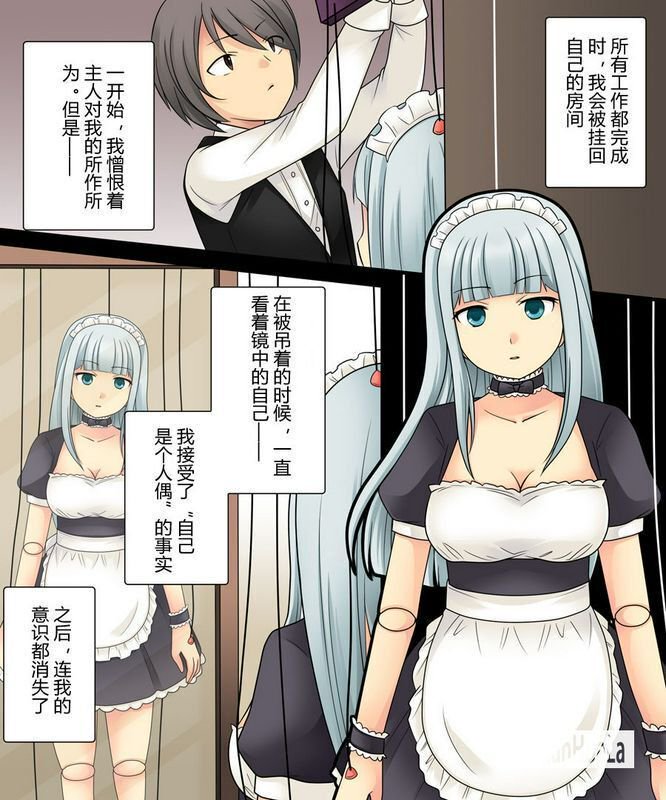 所有工作都完成
时，我会被挂回
自己的房间
一开始，我憎恨着
主人对我的所作所
为。但是——
在被吊着的时候，一直
看着镜中的自己——
我接受了“自己
是个人偶”的事实
之后，连我的
意识都消失了